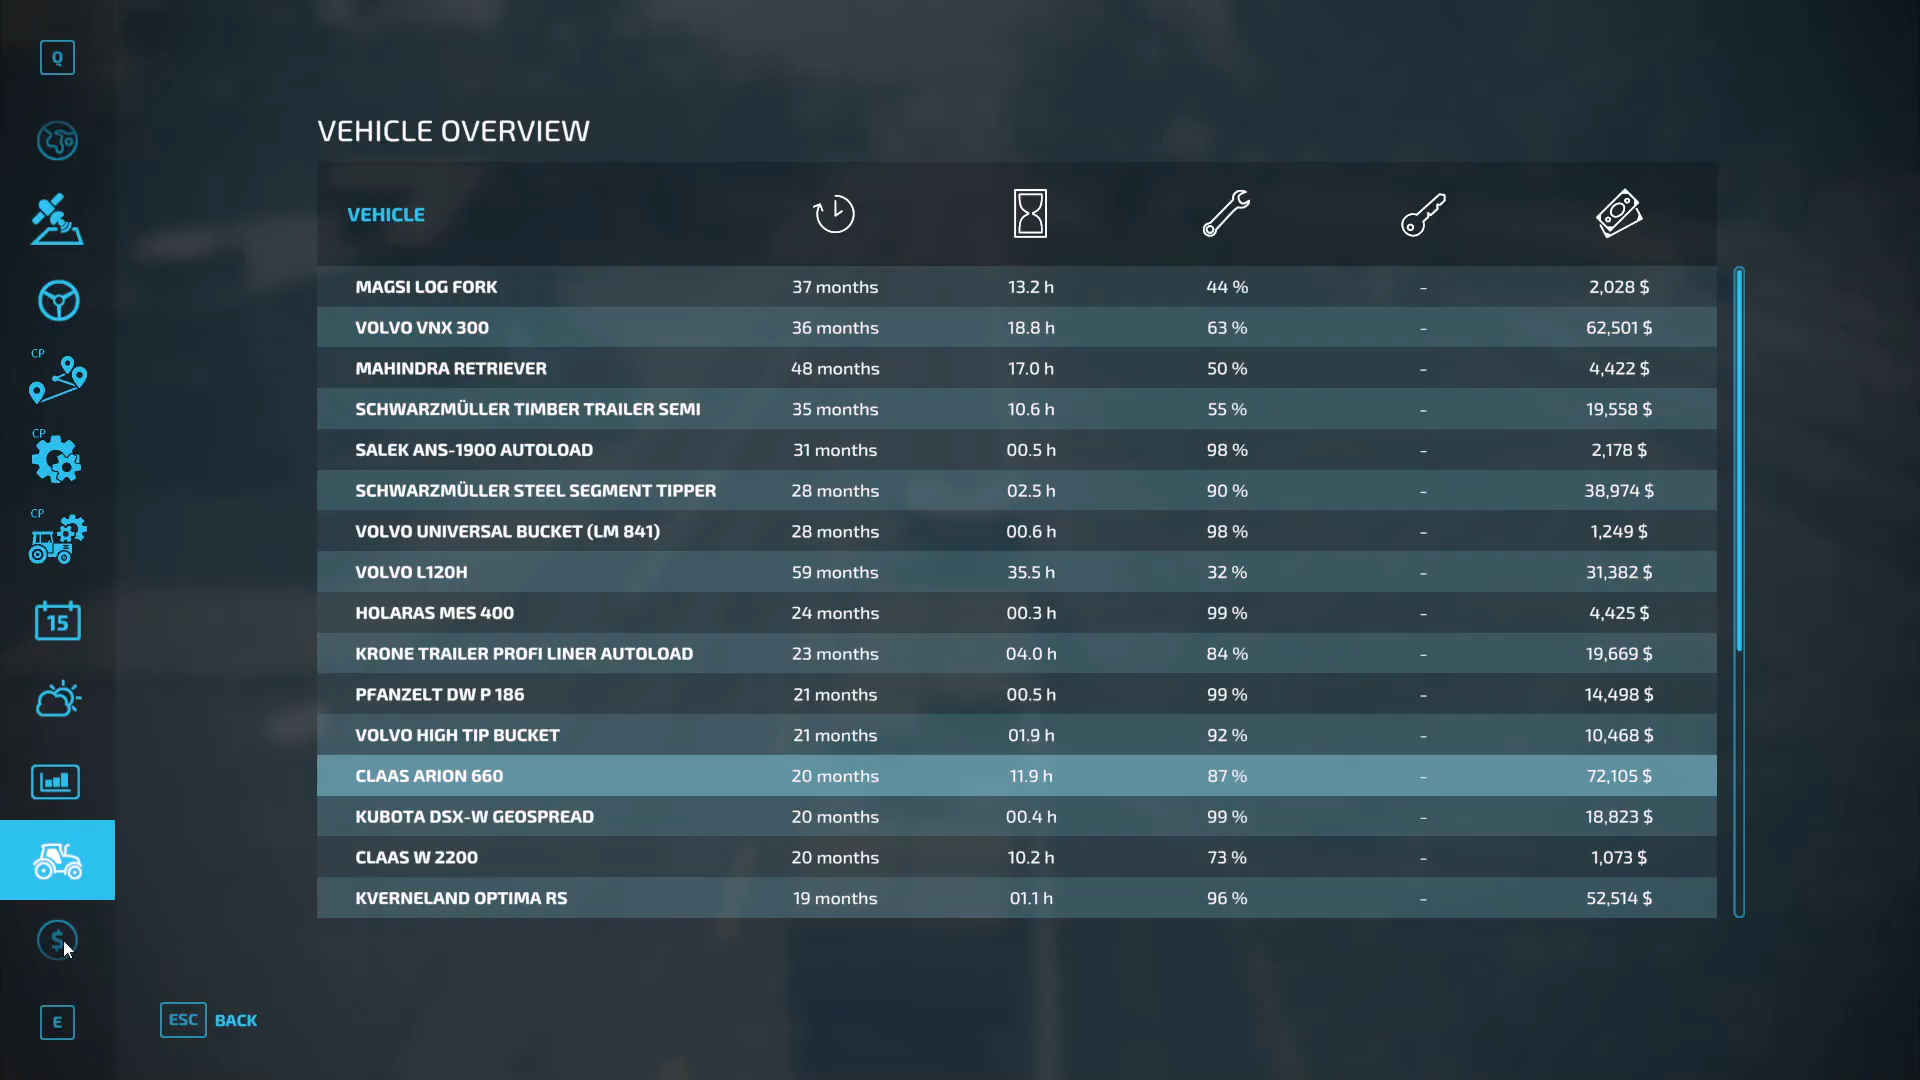 Q
VEHICLE OVERVIEW
VEHICLE
MAGSI LOG FORK 37 months 13.2 h 44 % - 2,028 $
VOLVO VNX 300 36 months 18.8 h 63 % - 62,501 $
MAHINDRA RETRIEVER 48 months 17.0 h 50 % - 4,422 $
SCHWARZMÜLLER TIMBER TRAILER SEMI 35 months 10.6 h 55 % - 19,558 $
SALEK ANS-1900 AUTOLOAD 31 months 00.5 h 98 % - 2,178 $
SCHWARZMÜLLER STEEL SEGMENT TIPPER 28 months 02.5 h 90 % - 38,974 $
VOLVO UNIVERSAL BUCKET (LM 841) 28 months 00.6 h 98 % - 1,249 $
VOLVO L120H 59 months 35.5 h 32 % - 31,382 $
HOLARAS MES 400 24 months 00.3 h 99 % - 4,425 $
KRONE TRAILER PROFI LINER AUTOLOAD 23 months 04.0 h 84 % - 19,669 $
PFANZELT DW P 186 21 months 00.5 h 99 % - 14,498 $
VOLVO HIGH TIP BUCKET 21 months 01.9 h 92 % - 10,468 $
CLAAS ARION 660 20 months 11.9 h 87 % - 72,105 $
KUBOTA DSX-W GEOSPREAD 20 months 00.4 h 99 % - 18,823 $
CLAAS W 2200 20 months 10.2 h 73 % - 1,073 $
KVERNELAND OPTIMA RS 19 months 01.1 h 96 % - 52,514 $
CP
CP
CP
15
$
E
ESC BACK